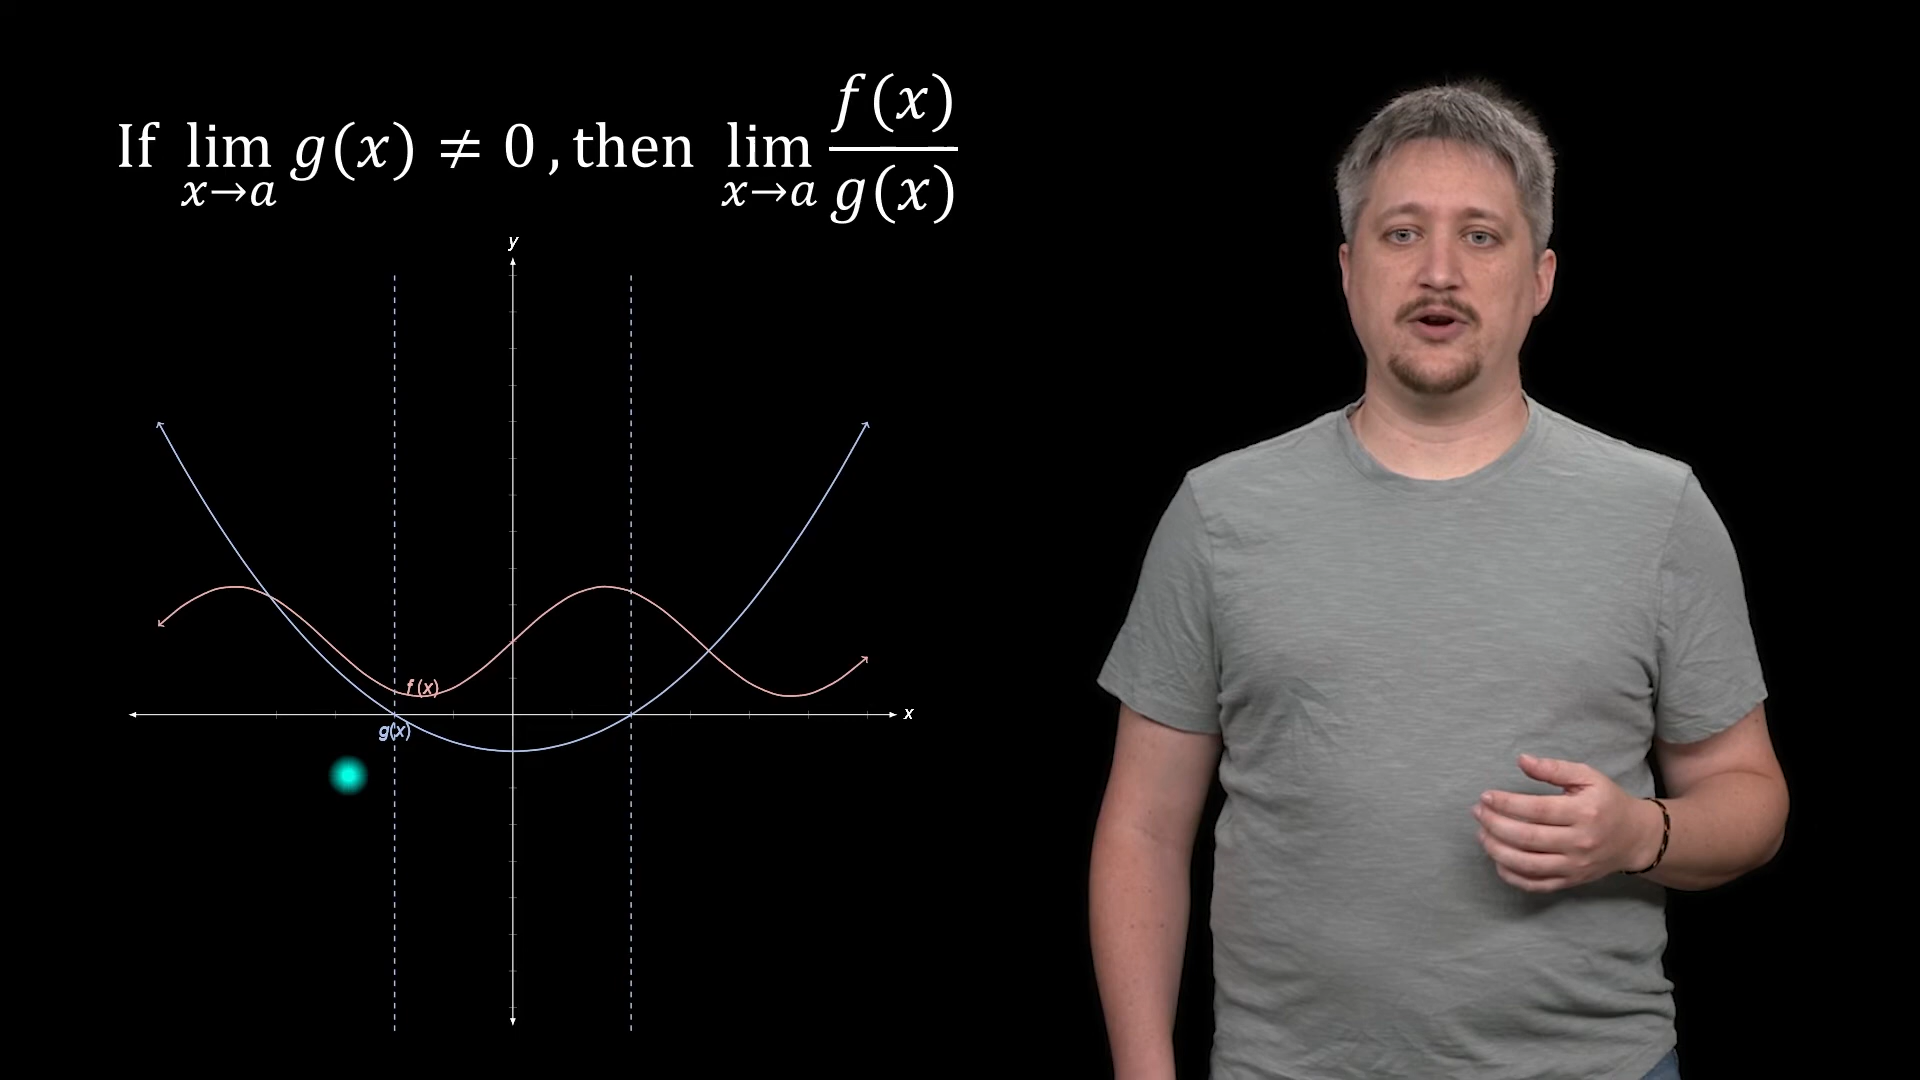 If lim x→a g(x) ≠ 0, then lim x→a f(x)/g(x)
y
f(x)
x
g(x)